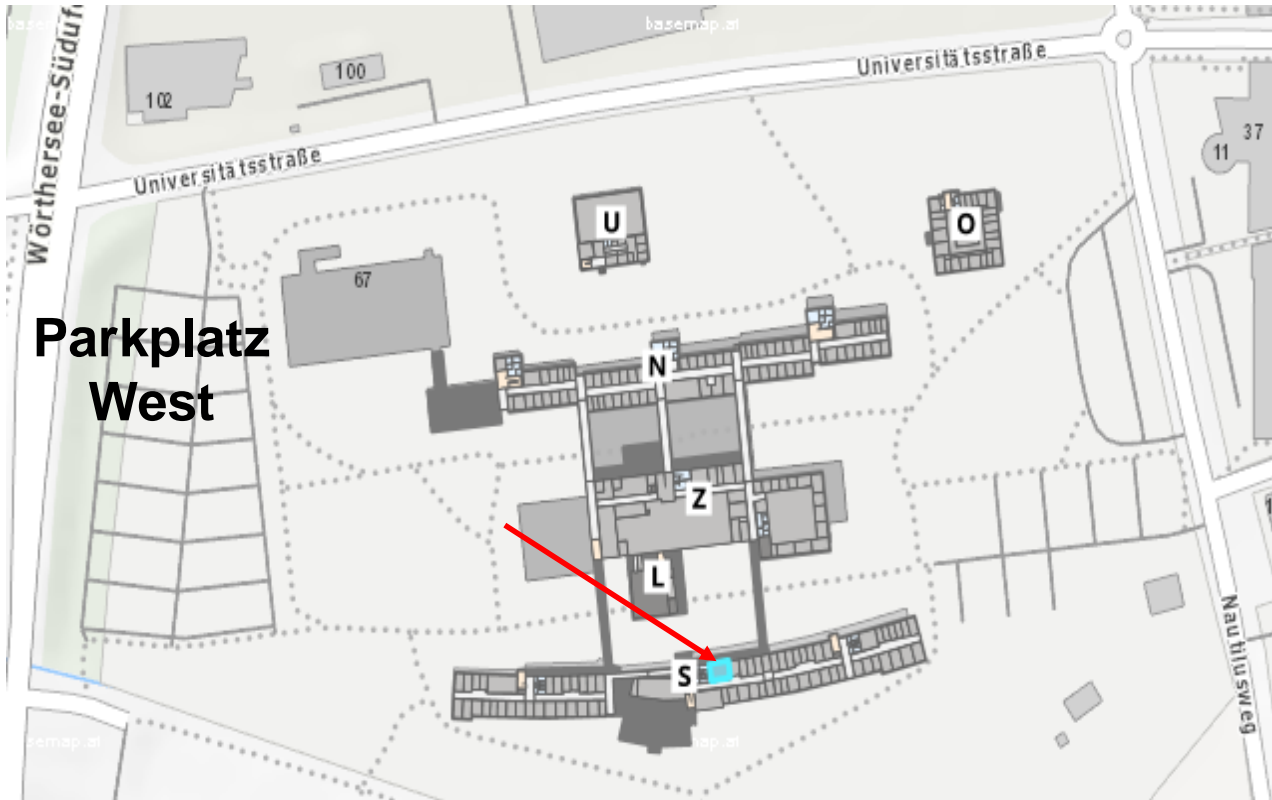 basemap.at
basemap.at
Universitätsstraße
Wörthersee-Südufer
100
102
37
11
Universitätsstraße
U
O
67
Parkplatz
West
N
Z
L
S
Nautilusweg
basemap.at